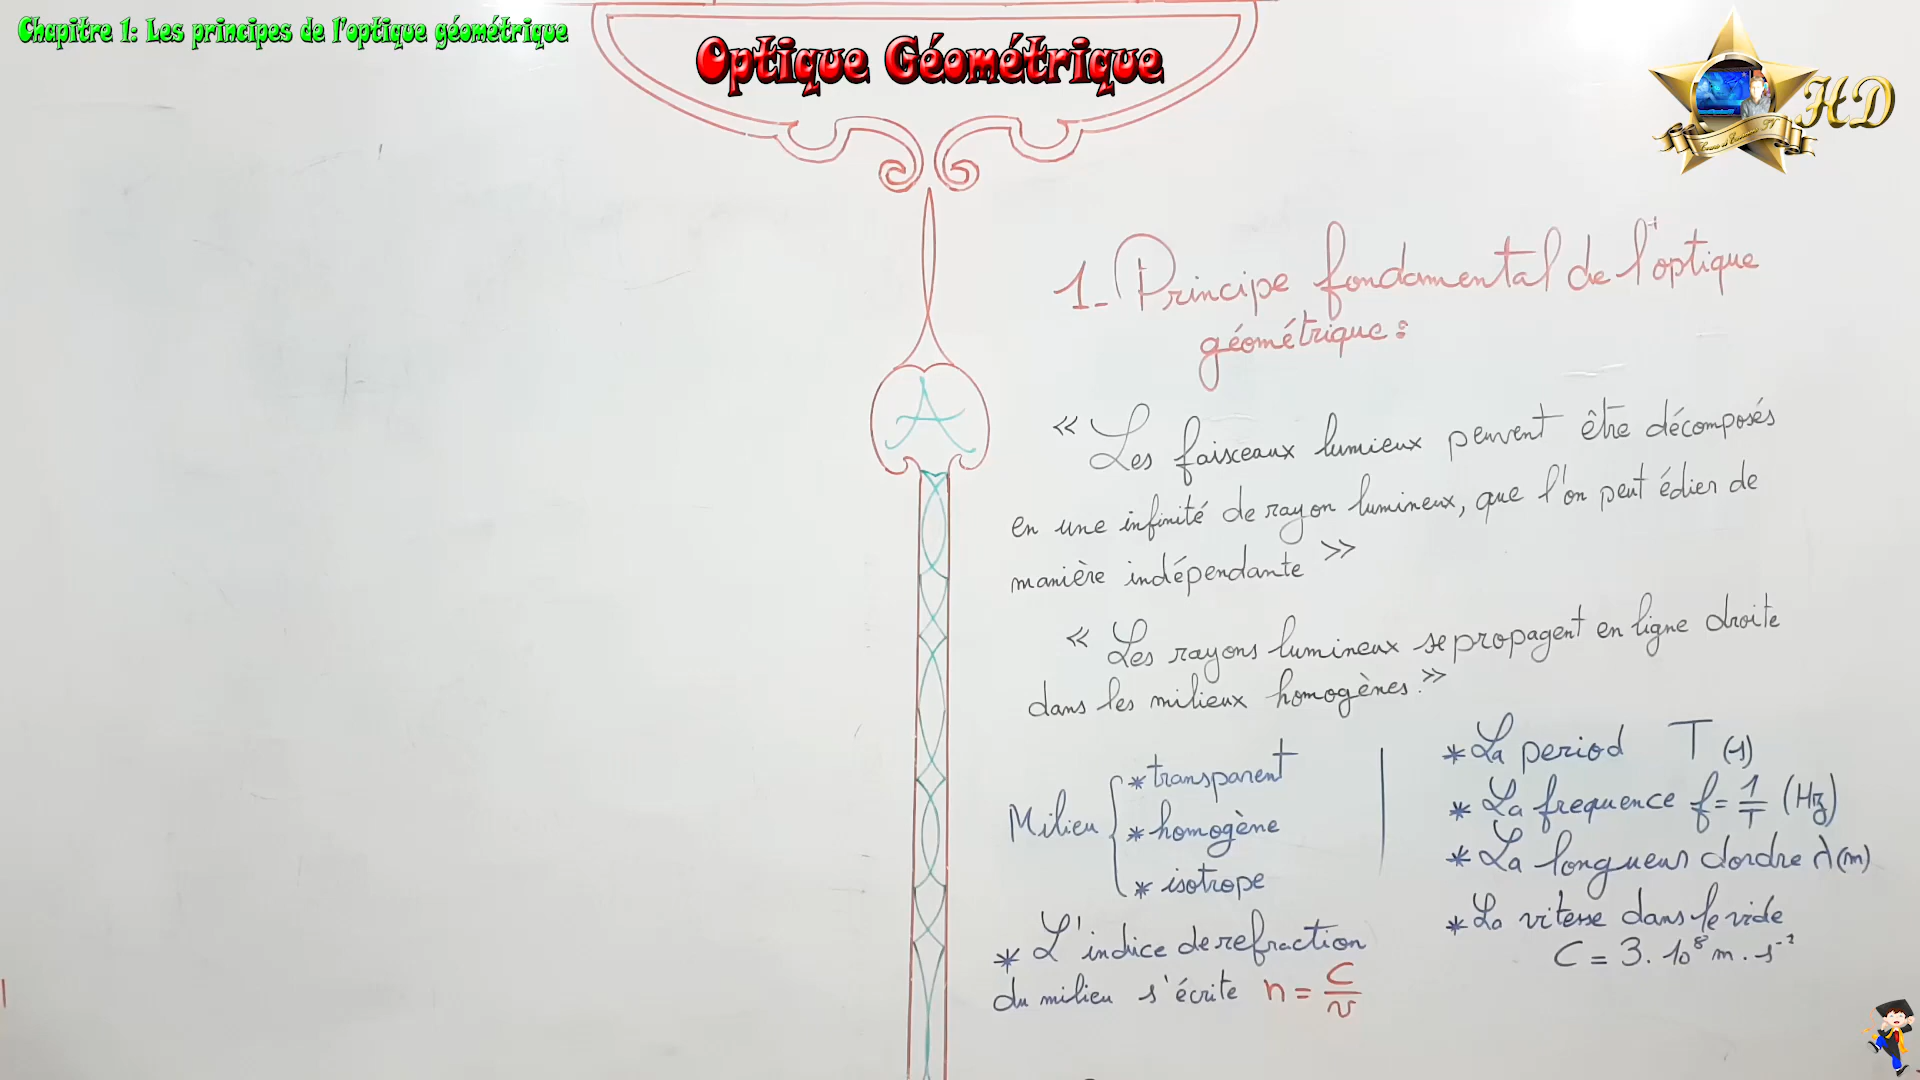 Chapitre 1: Les principes de l'optique géométrique
Optique Géométrique
HD
A
1- Principe fondamental de l'optique
géométrique:
« Les faisceaux lumieux peuvent être décomposés
en une infinité de rayon lumineux, que l'on peut édier de
manière indépendante »
« Les rayons lumineux se propagent en ligne droite
dans les milieux homogènes. »
Milieu
* transparent
* homogène
* isotrope
* L'indice de refraction
du milieu s'écrite n = C/v
* La period T (s)
* La frequence f = 1/T (Hz)
* La longueur dordre λ (m)
* La vitesse dans le vide
C = 3. 10⁸ m . s⁻¹